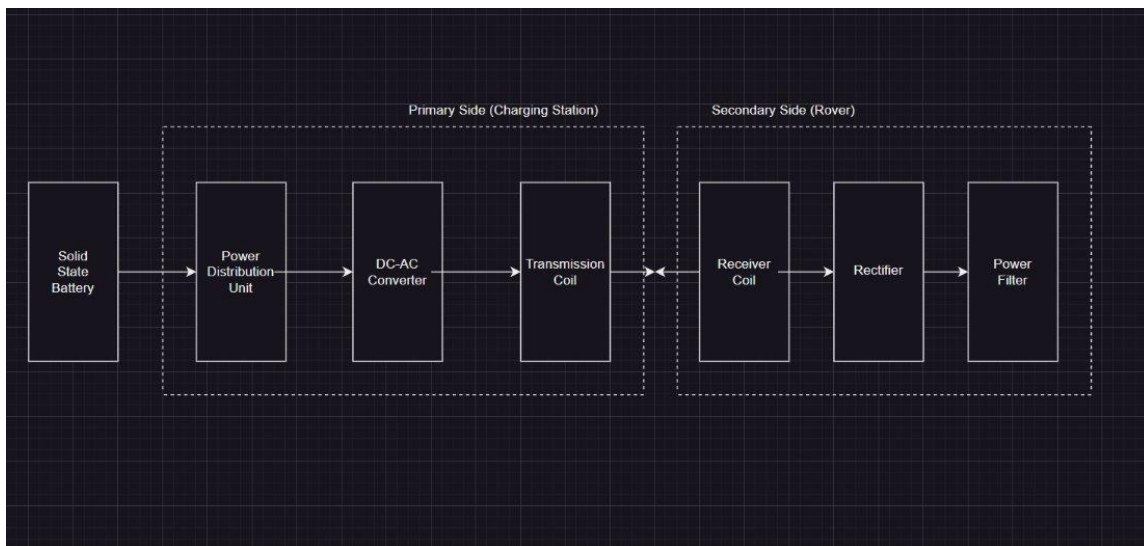 Primary Side (Charging Station)
Secondary Side (Rover)
Solid
State
Battery
Power
Distribution
Unit
DC-AC
Converter
Transmission
Coil
Receiver
Coil
Rectifier
Power
Filter